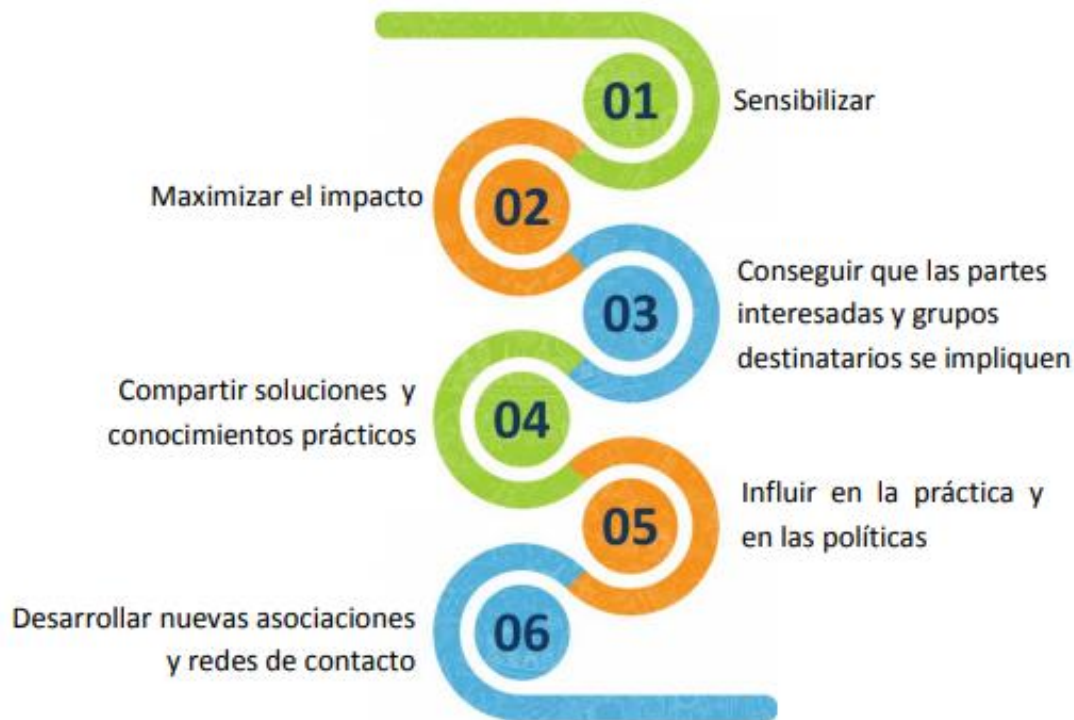 01
Sensibilizar
Maximizar el impacto
02
03
Conseguir que las partes
interesadas y grupos
destinatarios se impliquen
Compartir soluciones y
conocimientos prácticos
04
05
Influir en la práctica y
en las políticas
Desarrollar nuevas asociaciones
y redes de contacto
06